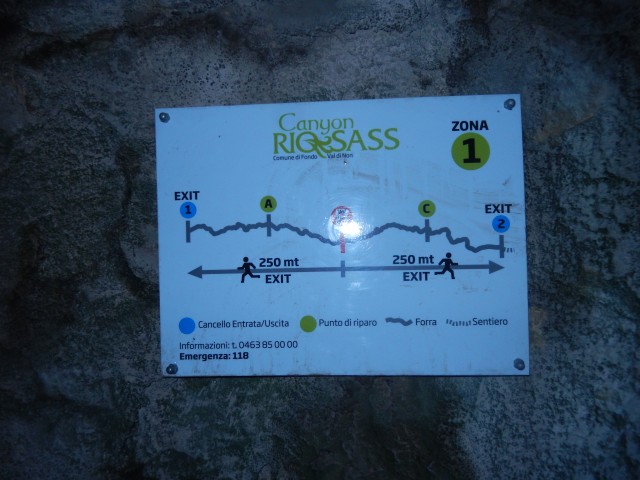 Canyon
RIO SASS
Comune di Fondo Val di Non
ZONA
1
EXIT
1
A
C
EXIT
2
250 mt
EXIT
250 mt
EXIT
Cancello Entrata/Uscita
Punto di riparo
Forra
Sentiero
Informazioni: t. 0463 85 00 00
Emergenza: 118